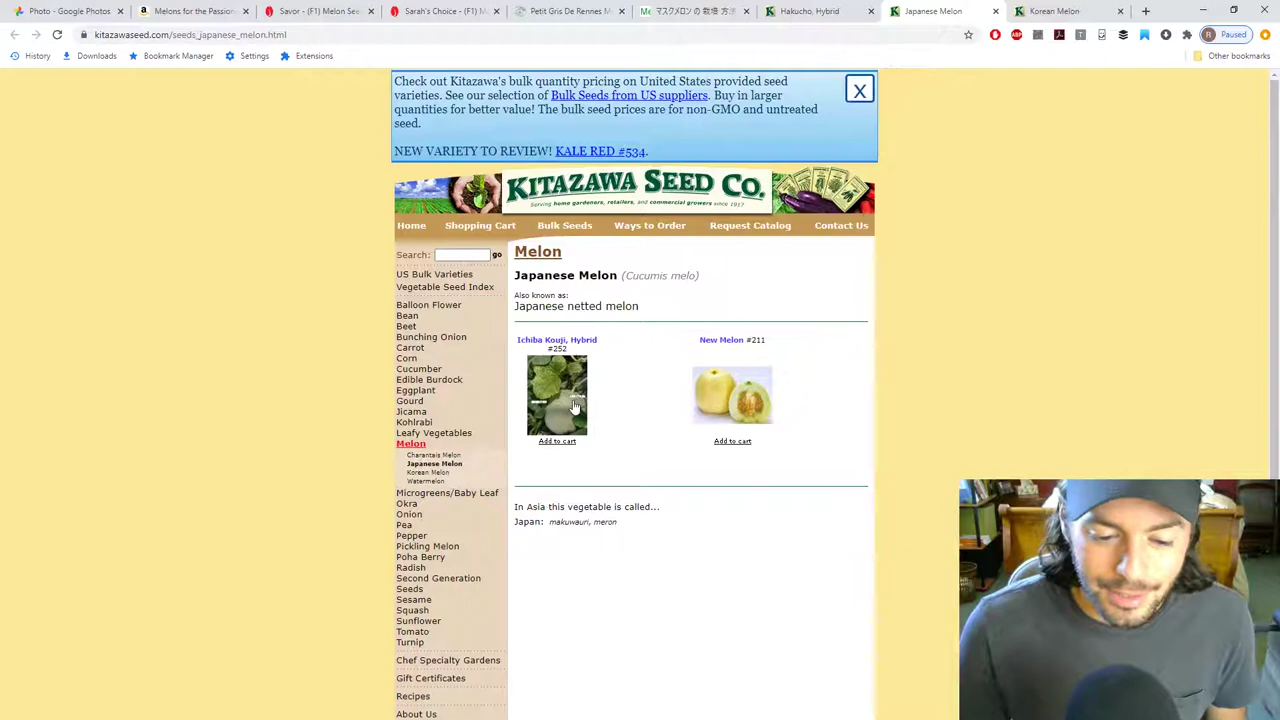 Photo - Google Photos
Melons for the Passion
Savor - (F1) Melon See
Sarah's Choice - (F1) M
Petit Gris De Rennes M
マスクメロンの栽培方
Hakucho, Hybrid
Japanese Melon
Korean Melon
kitazawaseed.com/seeds_japanese_melon.html
R Paused
History
Downloads
Bookmark Manager
Settings
Extensions
Other bookmarks
Check out Kitazawa's bulk quantity pricing on United States provided seed
varieties. See our selection of Bulk Seeds from US suppliers. Buy in larger
quantities for better value! The bulk seed prices are for non-GMO and untreated
seed.
NEW VARIETY TO REVIEW! KALE RED #534.
X
KITAZAWA SEED CO.
Serving home gardeners, retailers, and commercial growers since 1917
Home
Shopping Cart
Bulk Seeds
Ways to Order
Request Catalog
Contact Us
Search:
go
US Bulk Varieties
Vegetable Seed Index
Balloon Flower
Bean
Beet
Bunching Onion
Carrot
Corn
Cucumber
Edible Burdock
Eggplant
Gourd
Jicama
Kohlrabi
Leafy Vegetables
Melon
Charantais Melon
Japanese Melon
Korean Melon
Watermelon
Microgreens/Baby Leaf
Okra
Onion
Pea
Pepper
Pickling Melon
Poha Berry
Radish
Second Generation
Seeds
Sesame
Squash
Sunflower
Tomato
Turnip
Chef Specialty Gardens
Gift Certificates
Recipes
About Us
Melon
Japanese Melon (Cucumis melo)
Also known as:
Japanese netted melon
Ichiba Kouji, Hybrid
#252
Add to cart
New Melon #211
Add to cart
In Asia this vegetable is called...
Japan: makuwauri, meron